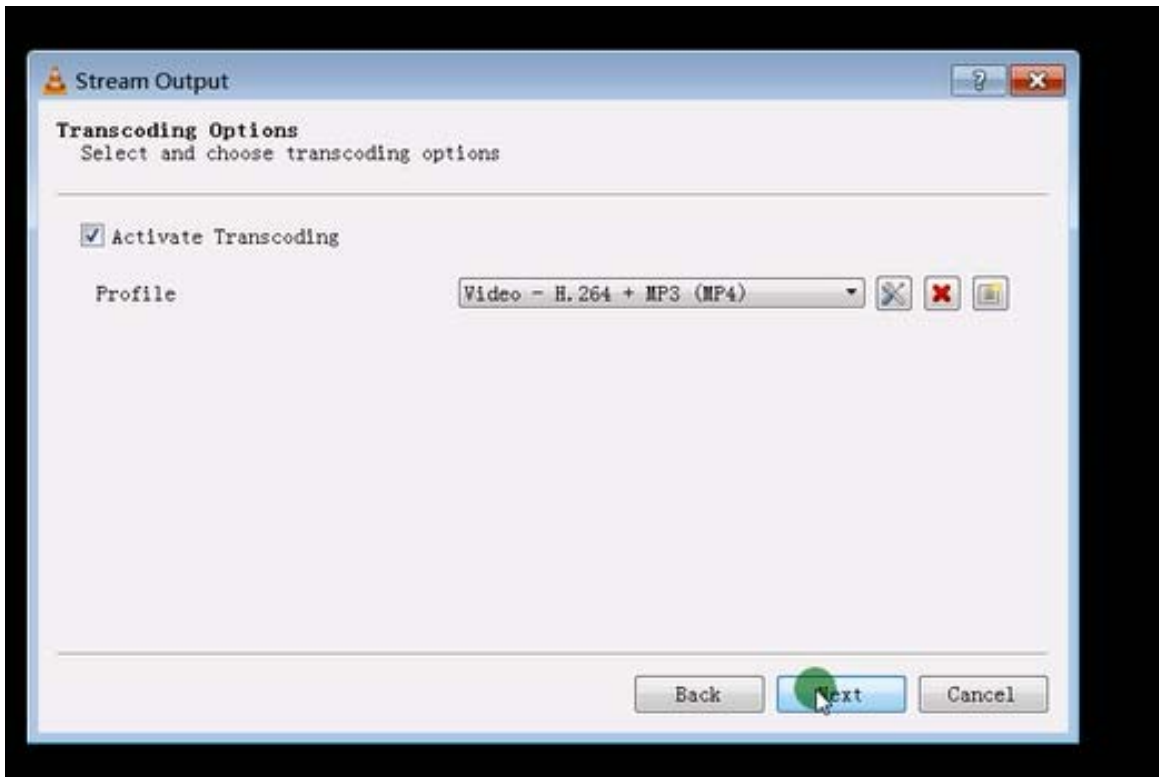 Stream Output
Transcoding Options
Select and choose transcoding options
Activate Transcoding
Profile
Video - H.264 + MP3 (MP4)
Back Next Cancel